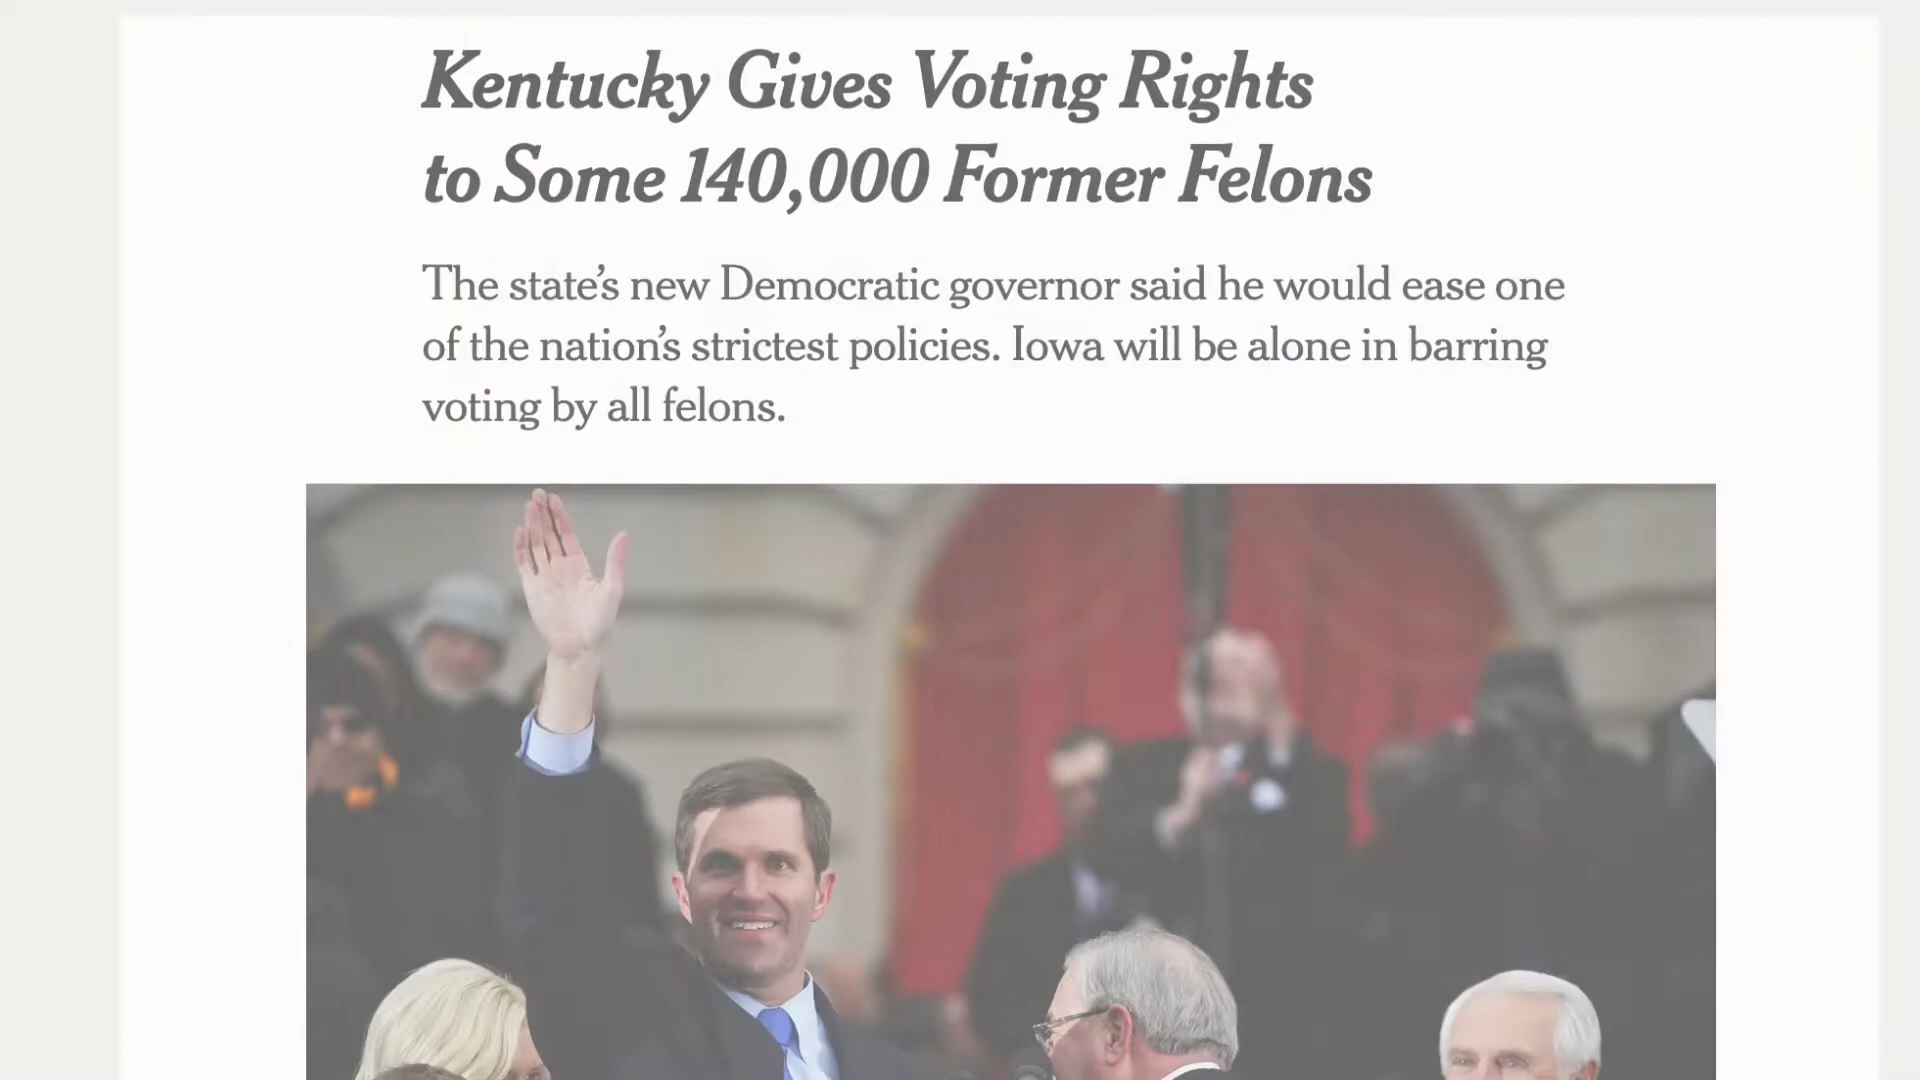 Kentucky Gives Voting Rights
to Some 140,000 Former Felons
The state’s new Democratic governor said he would ease one
of the nation’s strictest policies. Iowa will be alone in barring
voting by all felons.